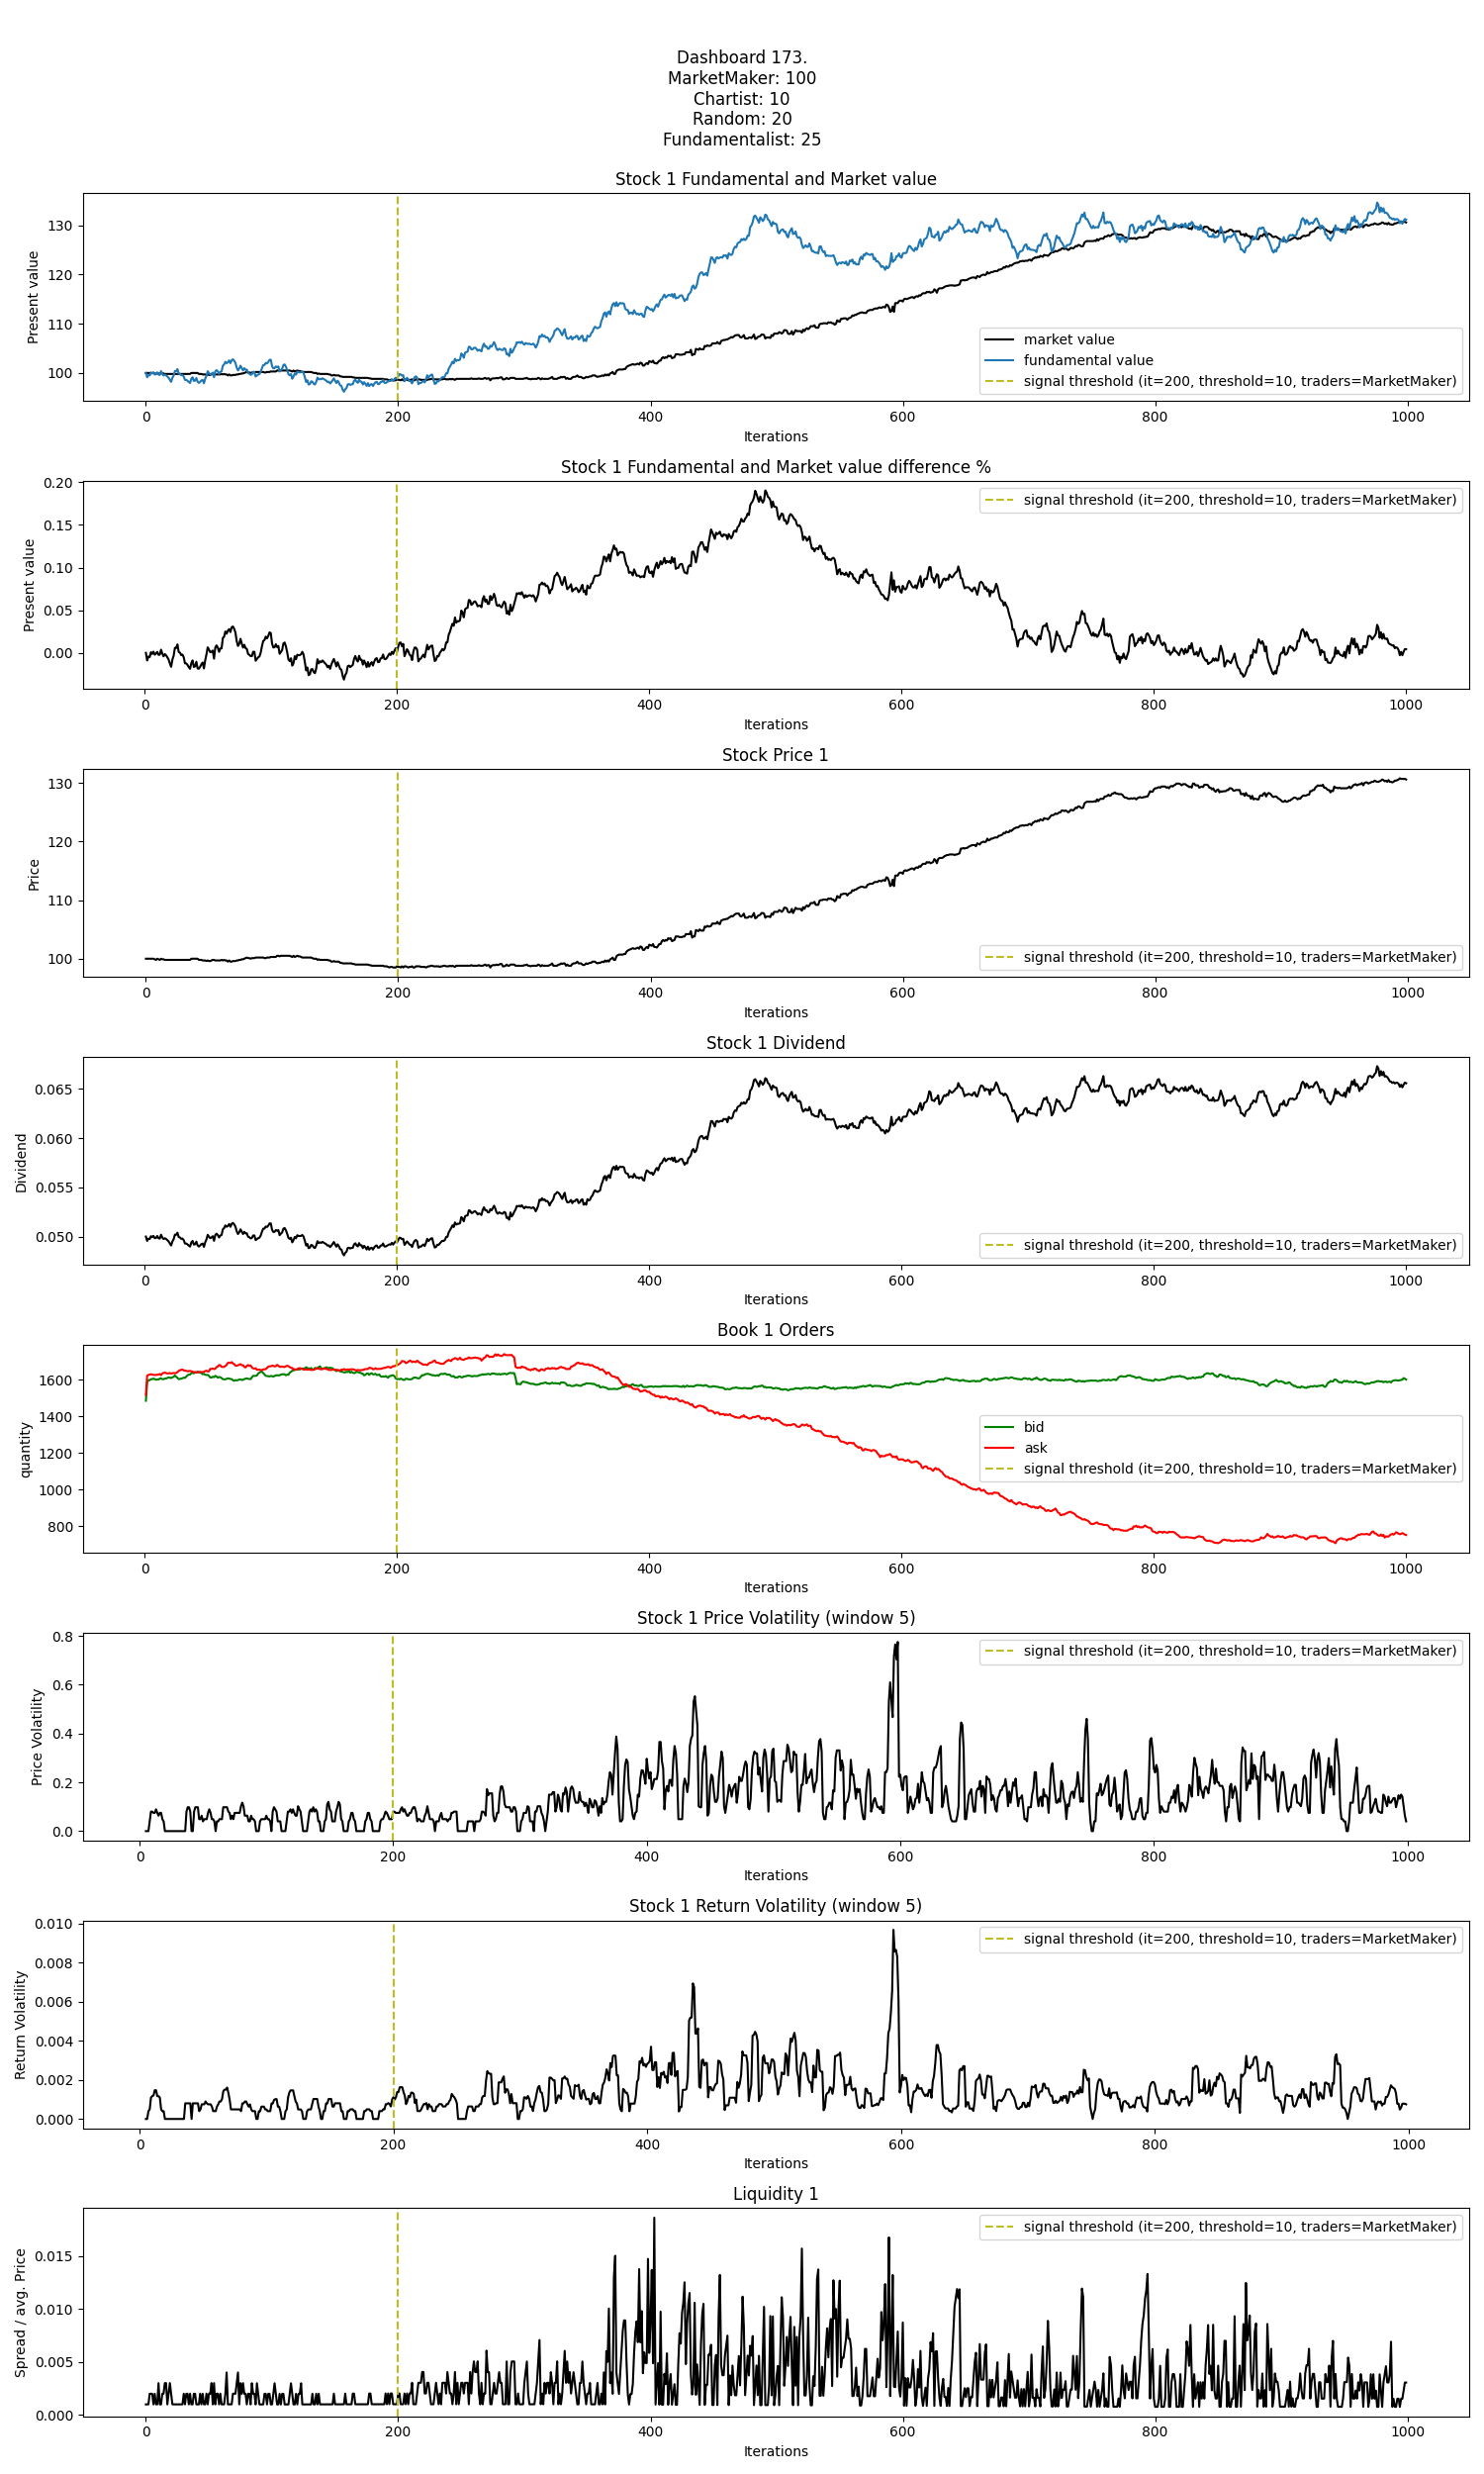 Dashboard 173.
MarketMaker: 100
Chartist: 10
Random: 20
Fundamentalist: 25
Stock 1 Fundamental and Market value
Present value
130
120
110
100
market value
fundamental value
signal threshold (it=200, threshold=10, traders=MarketMaker)
0 200 400 600 800 1000
Iterations
Stock 1 Fundamental and Market value difference %
Present value
0.20
0.15
0.10
0.05
0.00
signal threshold (it=200, threshold=10, traders=MarketMaker)
0 200 400 600 800 1000
Iterations
Stock Price 1
Price
130
120
110
100
signal threshold (it=200, threshold=10, traders=MarketMaker)
0 200 400 600 800 1000
Iterations
Stock 1 Dividend
Dividend
0.065
0.060
0.055
0.050
signal threshold (it=200, threshold=10, traders=MarketMaker)
0 200 400 600 800 1000
Iterations
Book 1 Orders
quantity
1600
1400
1200
1000
800
bid
ask
signal threshold (it=200, threshold=10, traders=MarketMaker)
0 200 400 600 800 1000
Iterations
Stock 1 Price Volatility (window 5)
Price Volatility
0.8
0.6
0.4
0.2
0.0
signal threshold (it=200, threshold=10, traders=MarketMaker)
0 200 400 600 800 1000
Iterations
Stock 1 Return Volatility (window 5)
Return Volatility
0.010
0.008
0.006
0.004
0.002
0.000
signal threshold (it=200, threshold=10, traders=MarketMaker)
0 200 400 600 800 1000
Iterations
Liquidity 1
Spread / avg. Price
0.015
0.010
0.005
0.000
signal threshold (it=200, threshold=10, traders=MarketMaker)
0 200 400 600 800 1000
Iterations